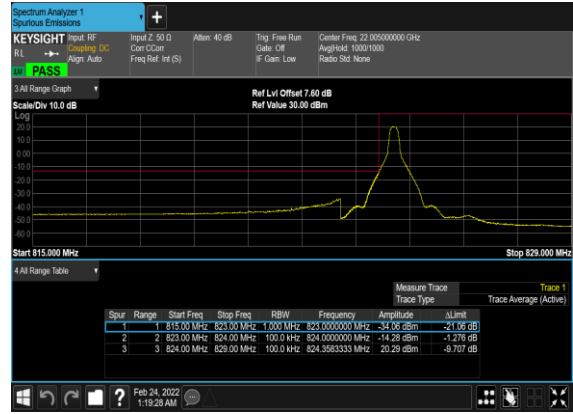 Spectrum Analyzer 1
Spurious Emissions
KEYSIGHT Input: RF Input Z: 50 Ω Atten: 40 dB Trig: Free Run Center Freq: 22.005000000 GHz
RL Coupling: DC Corr CCorr Gate: Off Avg|Hold: 1000/1000
Align: Auto Freq Ref: Int (S) IF Gain: Low Radio Std: None
PASS
3 All Range Graph
Ref Lvl Offset 7.60 dB
Scale/Div 10.0 dB Ref Value 30.00 dBm
Log
20.0
10.0
0.00
-10.0
-20.0
-30.0
-40.0
-50.0
-60.0
Start 815.000 MHz Stop 829.000 MHz
4 All Range Table
Measure Trace Trace 1
Trace Type Trace Average (Active)
Spur Range Start Freq Stop Freq RBW Frequency Amplitude ΔLimit
1 1 815.00 MHz 823.00 MHz 1.000 MHz 823.0000000 MHz -34.06 dBm -21.06 dB
2 2 823.00 MHz 824.00 MHz 100.0 kHz 824.0000000 MHz -14.28 dBm -1.276 dB
3 3 824.00 MHz 829.00 MHz 100.0 kHz 824.3583333 MHz 20.29 dBm -9.707 dB
Feb 24, 2022
1:19:28 AM